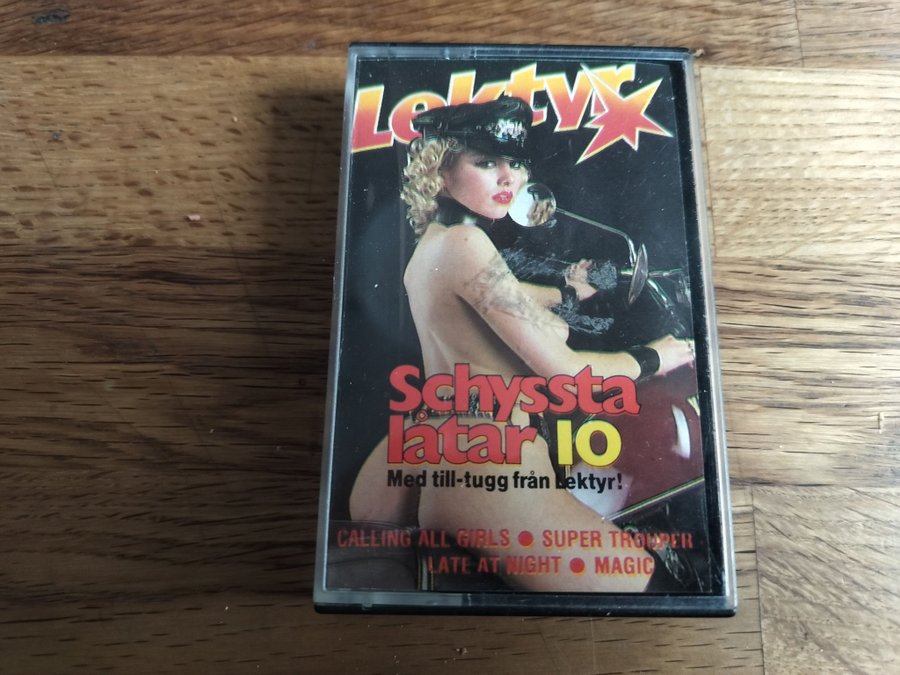 Lektyr
Schyssta
låtar 10
Med till-tugg från Lektyr!
CALLING ALL GIRLS ● SUPER TROUPER
LATE AT NIGHT ● MAGIC